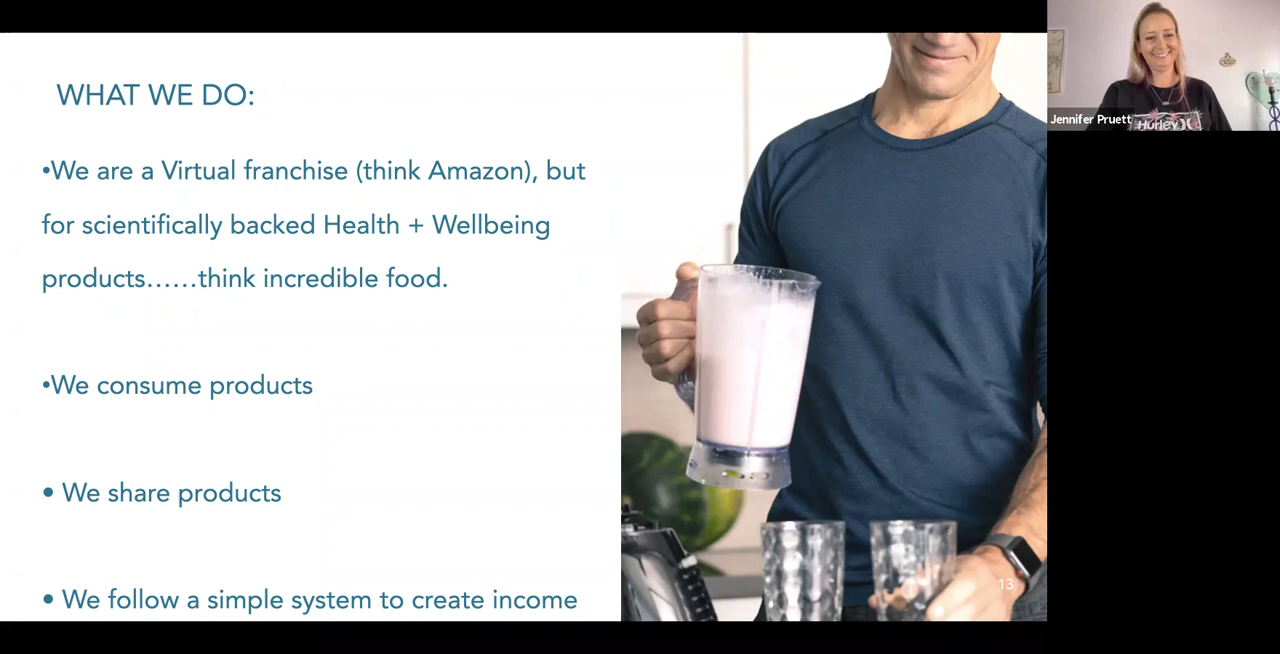 WHAT WE DO:
•We are a Virtual franchise (think Amazon), but
for scientifically backed Health + Wellbeing
products......think incredible food.
•We consume products
• We share products
• We follow a simple system to create income
13
Jennifer Pruett
Hurley